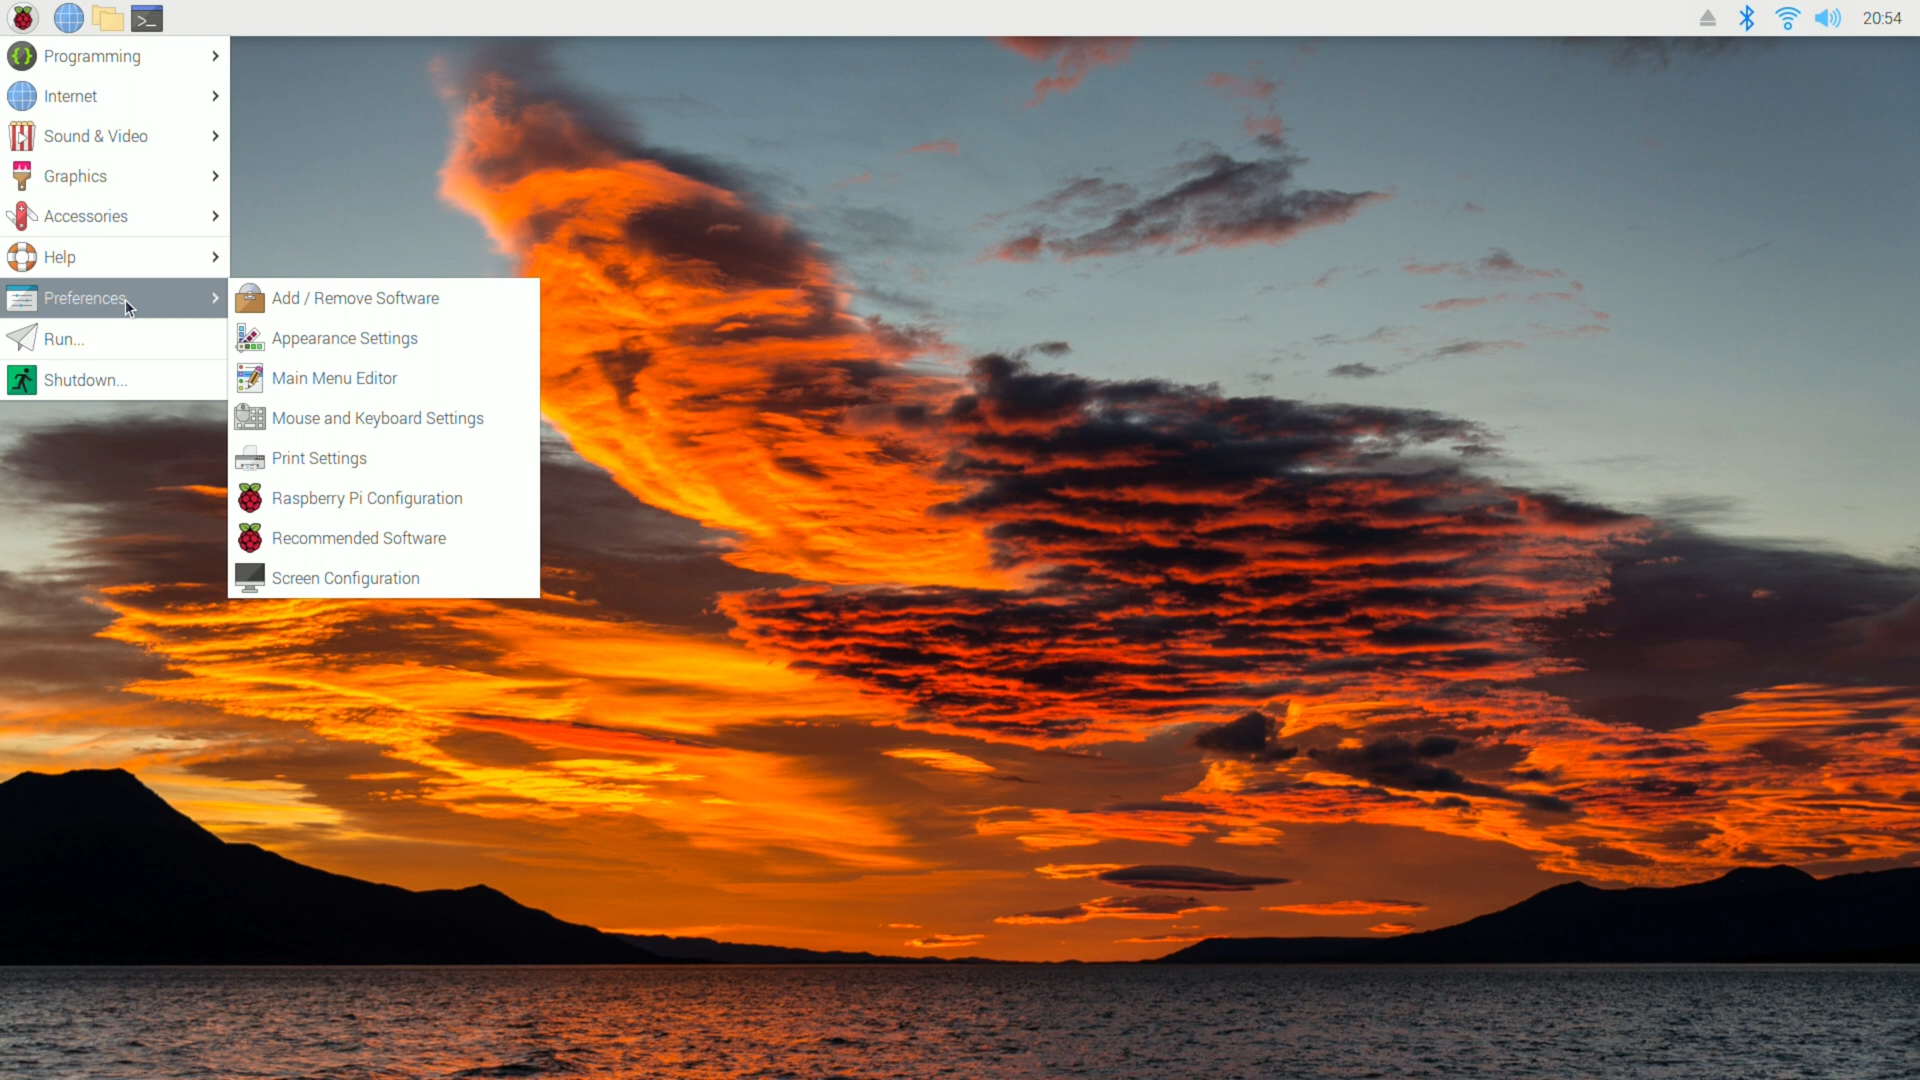 20:54
Programming
Internet
Sound & Video
Graphics
Accessories
Help
Preferences
Run...
Shutdown...
Add / Remove Software
Appearance Settings
Main Menu Editor
Mouse and Keyboard Settings
Print Settings
Raspberry Pi Configuration
Recommended Software
Screen Configuration